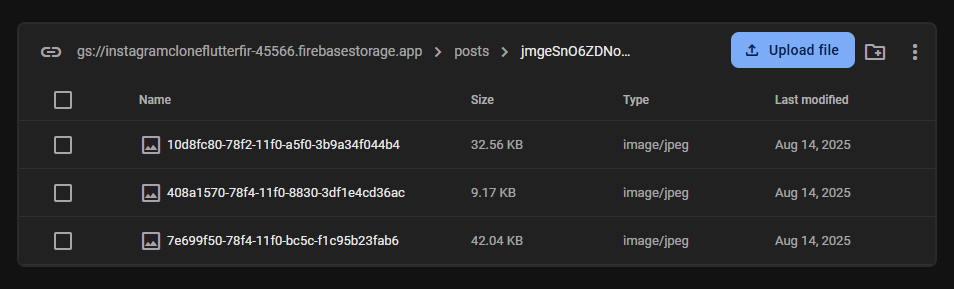 gs://instagramcloneflutterfir-45566.firebasestorage.app > posts > jmgeSnO6ZDNo... Upload file
Name Size Type Last modified
10d8fc80-78f2-11f0-a5f0-3b9a34f044b4 32.56 KB image/jpeg Aug 14, 2025
408a1570-78f4-11f0-8830-3df1e4cd36ac 9.17 KB image/jpeg Aug 14, 2025
7e699f50-78f4-11f0-bc5c-f1c95b23fab6 42.04 KB image/jpeg Aug 14, 2025